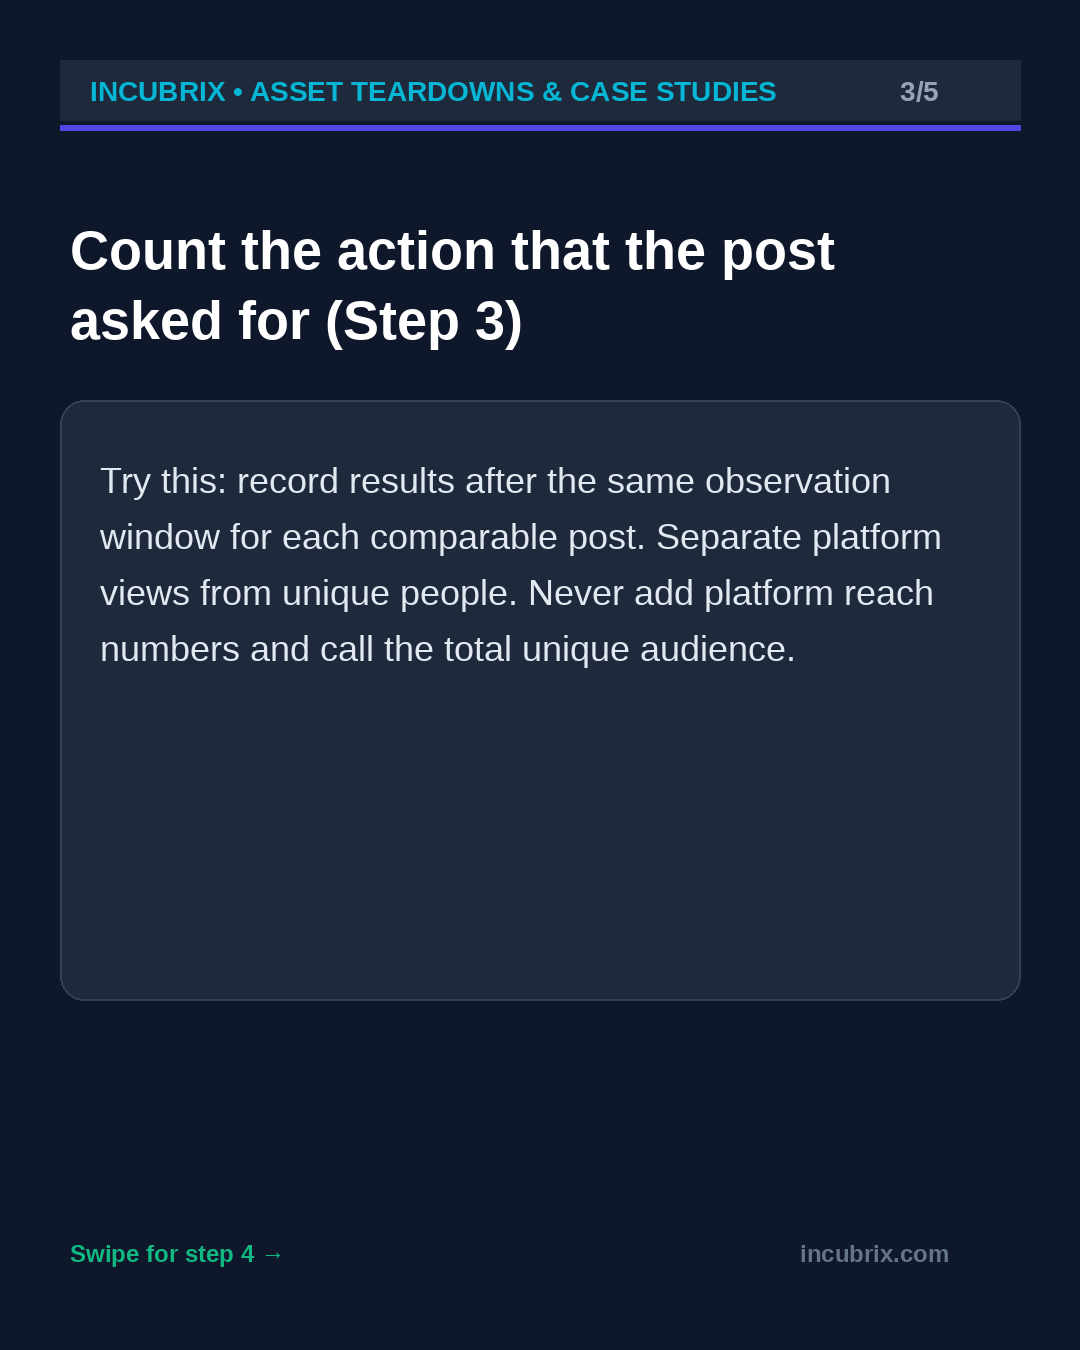 INCUBRIX • ASSET TEARDOWNS & CASE STUDIES 3/5
Count the action that the post
asked for (Step 3)
Try this: record results after the same observation
window for each comparable post. Separate platform
views from unique people. Never add platform reach
numbers and call the total unique audience.
Swipe for step 4 → incubrix.com